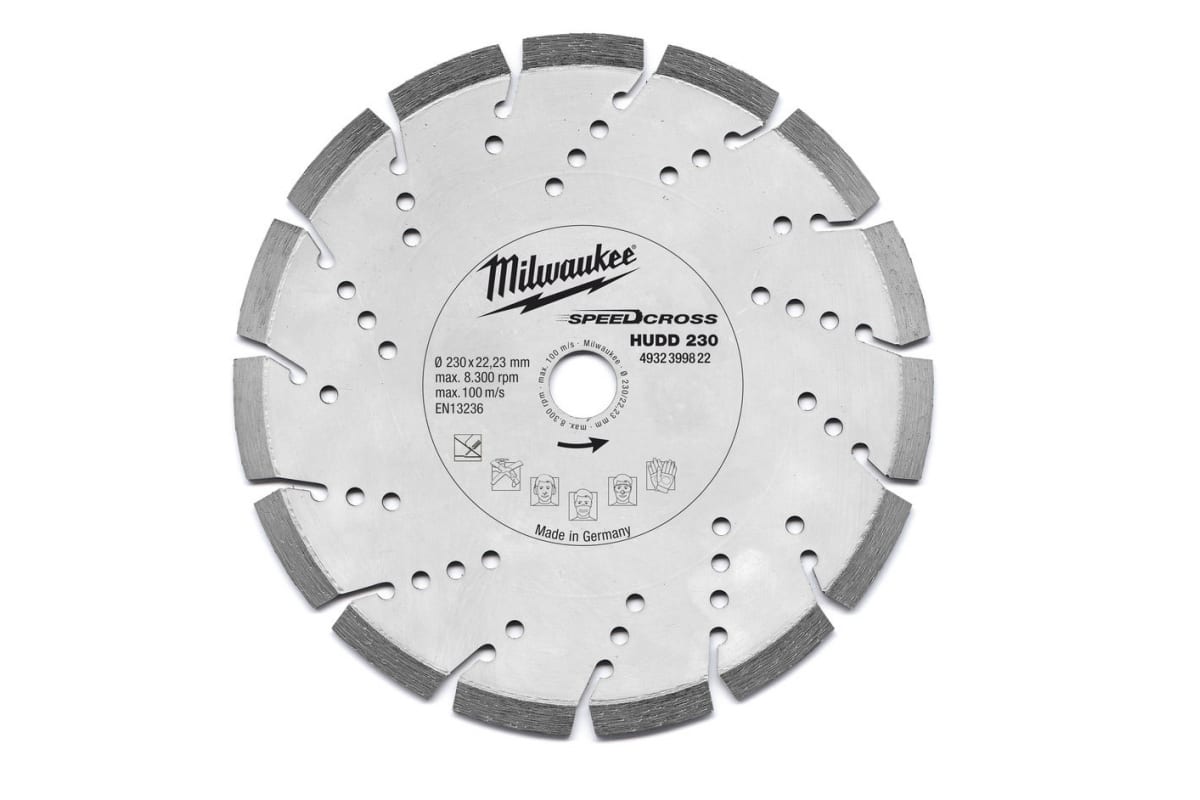 Milwaukee®
SPEEDCROSS
HUDD 230
4932 3998 22
Ø 230 x 22,23 mm
max. 8.300 rpm
max. 100 m/s
EN13236
max. 100 m/s · Milwaukee · Ø 230/22,23 mm · max. 8.300 rpm ·
Made in Germany